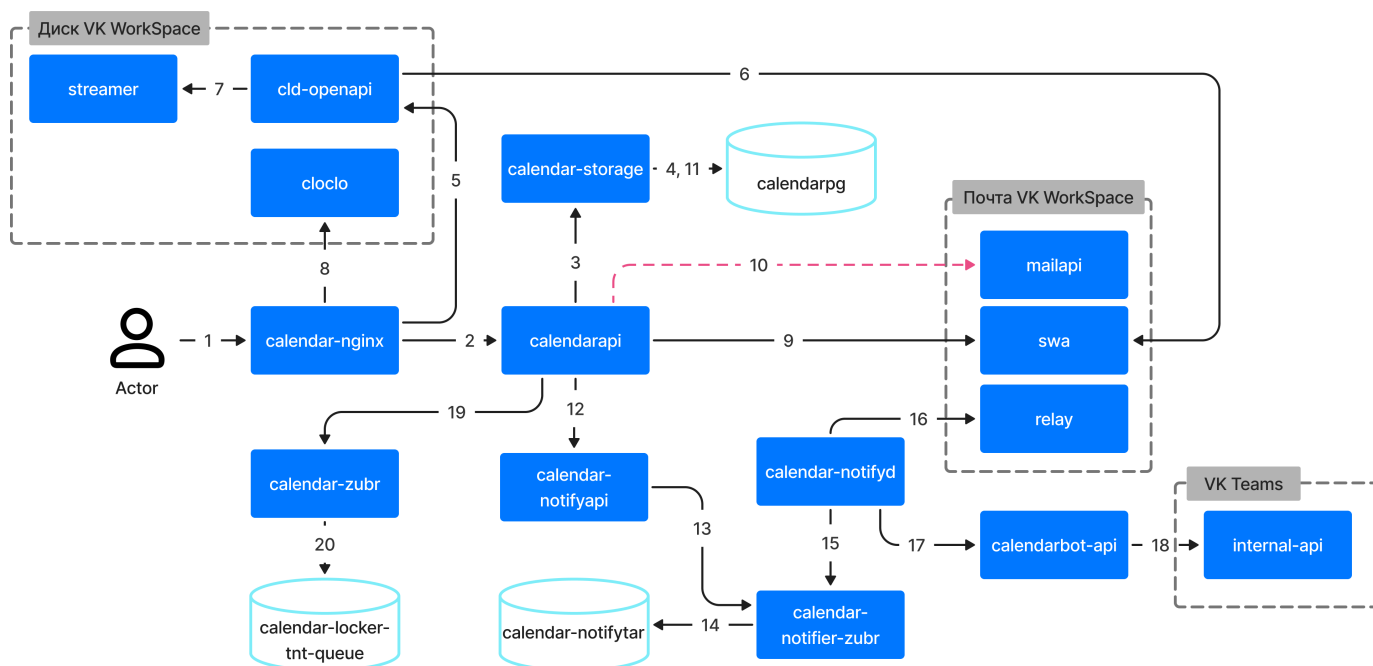 Диск VK WorkSpace
streamer
7
cld-openapi
6
cloclo
5
8
calendar-storage
4, 11
calendarpg
3
10
Почта VK WorkSpace
mailapi
Actor
1
calendar-nginx
2
calendarapi
9
swa
relay
19
12
16
calendar-zubr
calendar-
notifyapi
calendar-notifyd
VK Teams
20
13
15
17
calendarbot-api
18
internal-api
calendar-locker-
tnt-queue
calendar-notifytar
14
calendar-
notifier-zubr